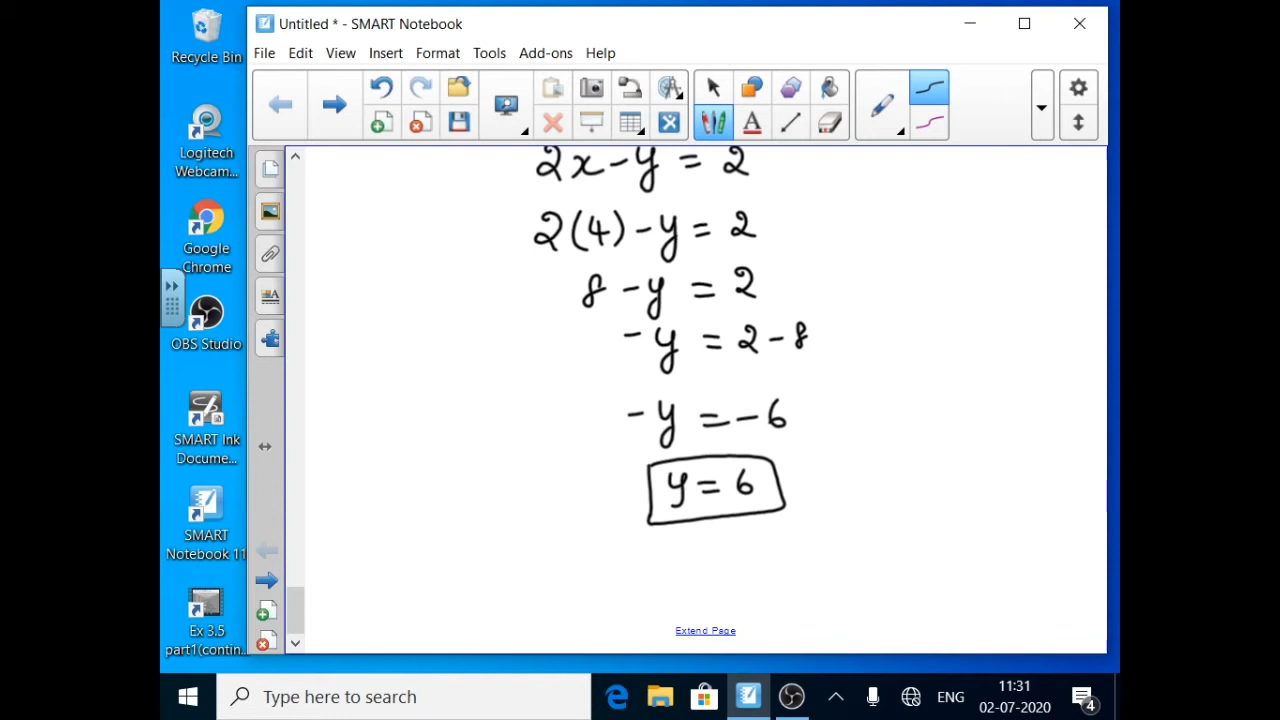 Untitled * - SMART Notebook
File Edit View Insert Format Tools Add-ons Help
Recycle Bin
Logitech
Webcam...
Google
Chrome
OBS Studio
SMART Ink
Docume...
SMART
Notebook 11
Ex 3.5
part1(contin...
2x - y = 2
2(4) - y = 2
8 - y = 2
- y = 2 - 8
- y = - 6
y = 6
Extend Page
Type here to search
ENG
11:31
02-07-2020
4